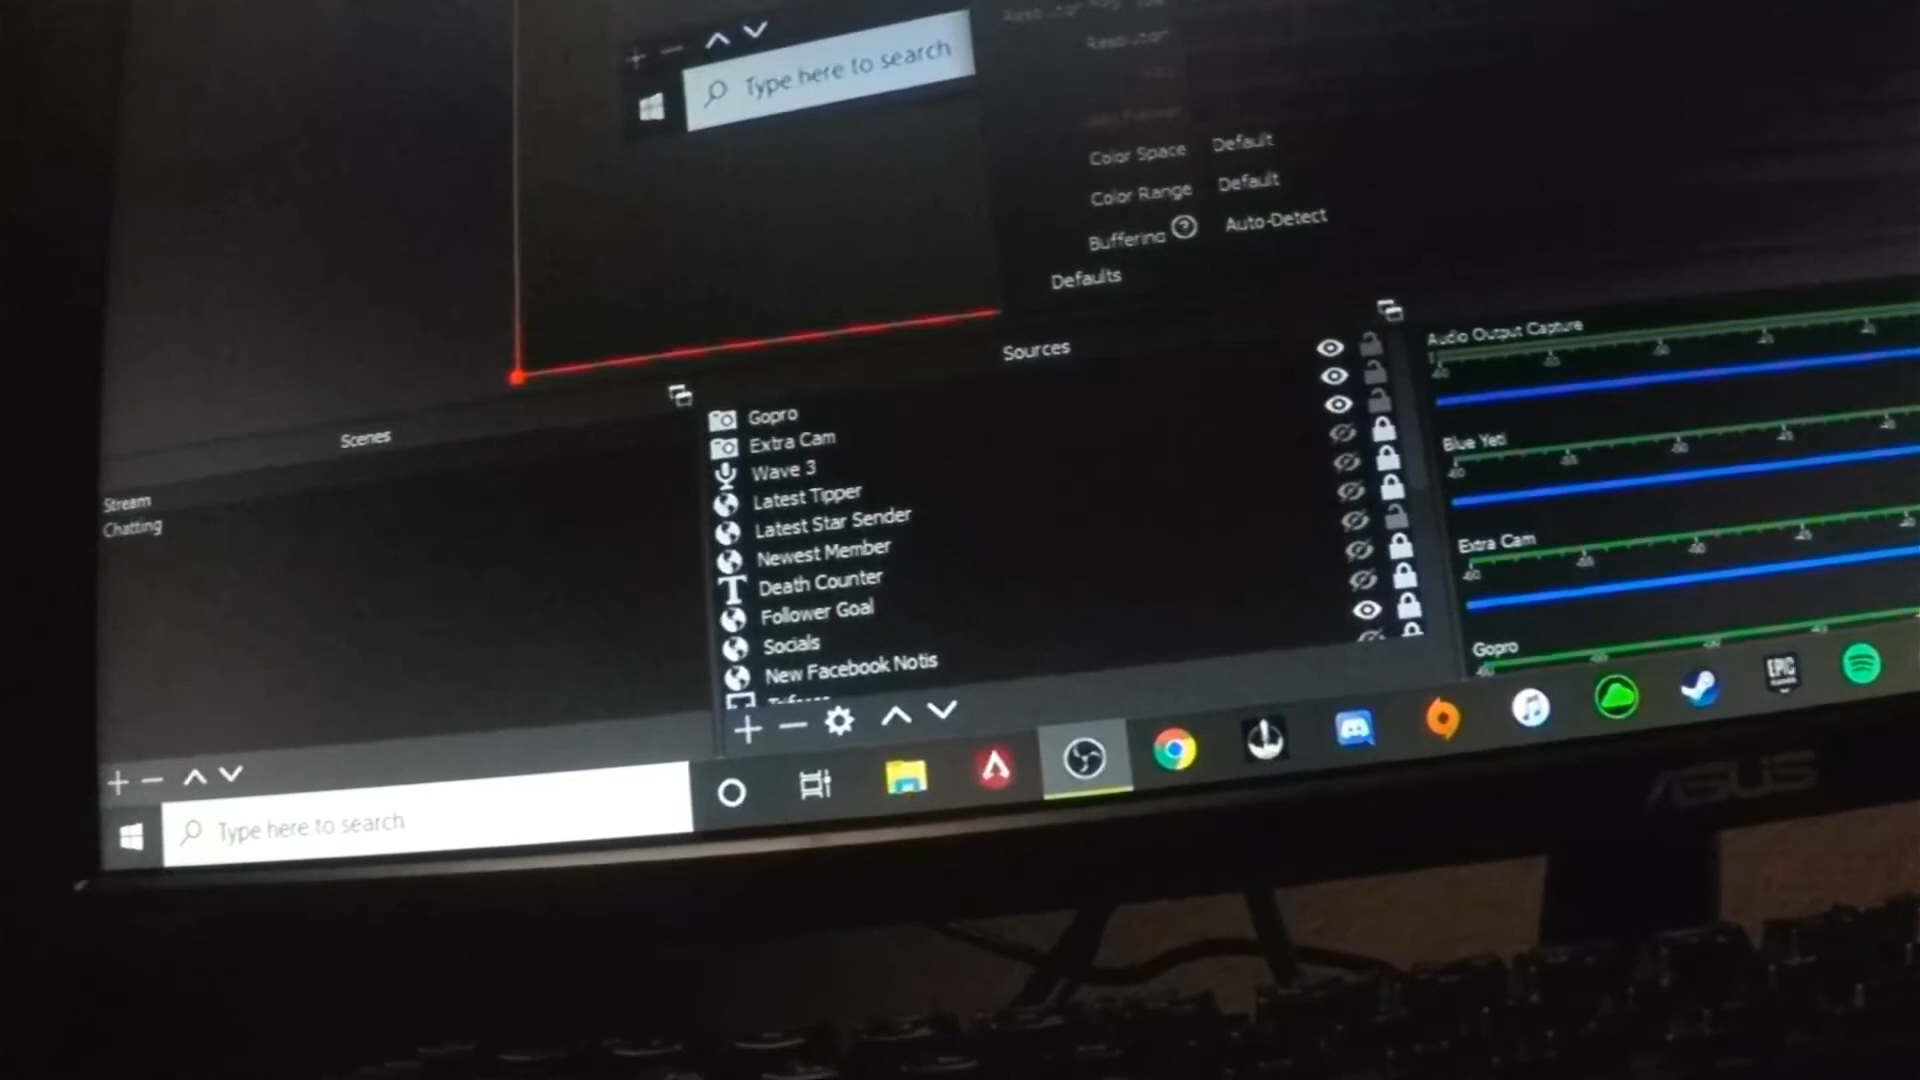 Type here to search
Resolution
Color Space Default
Color Range Default
Buffering ? Auto-Detect
Defaults
Sources
Scenes
Stream
Chatting
Gopro
Extra Cam
Wave 3
Latest Tipper
Latest Star Sender
Newest Member
Death Counter
Follower Goal
Socials
New Facebook Notis
Audio Output Capture
Blue Yeti
Extra Cam
Gopro
Type here to search
EPIC
ASUS